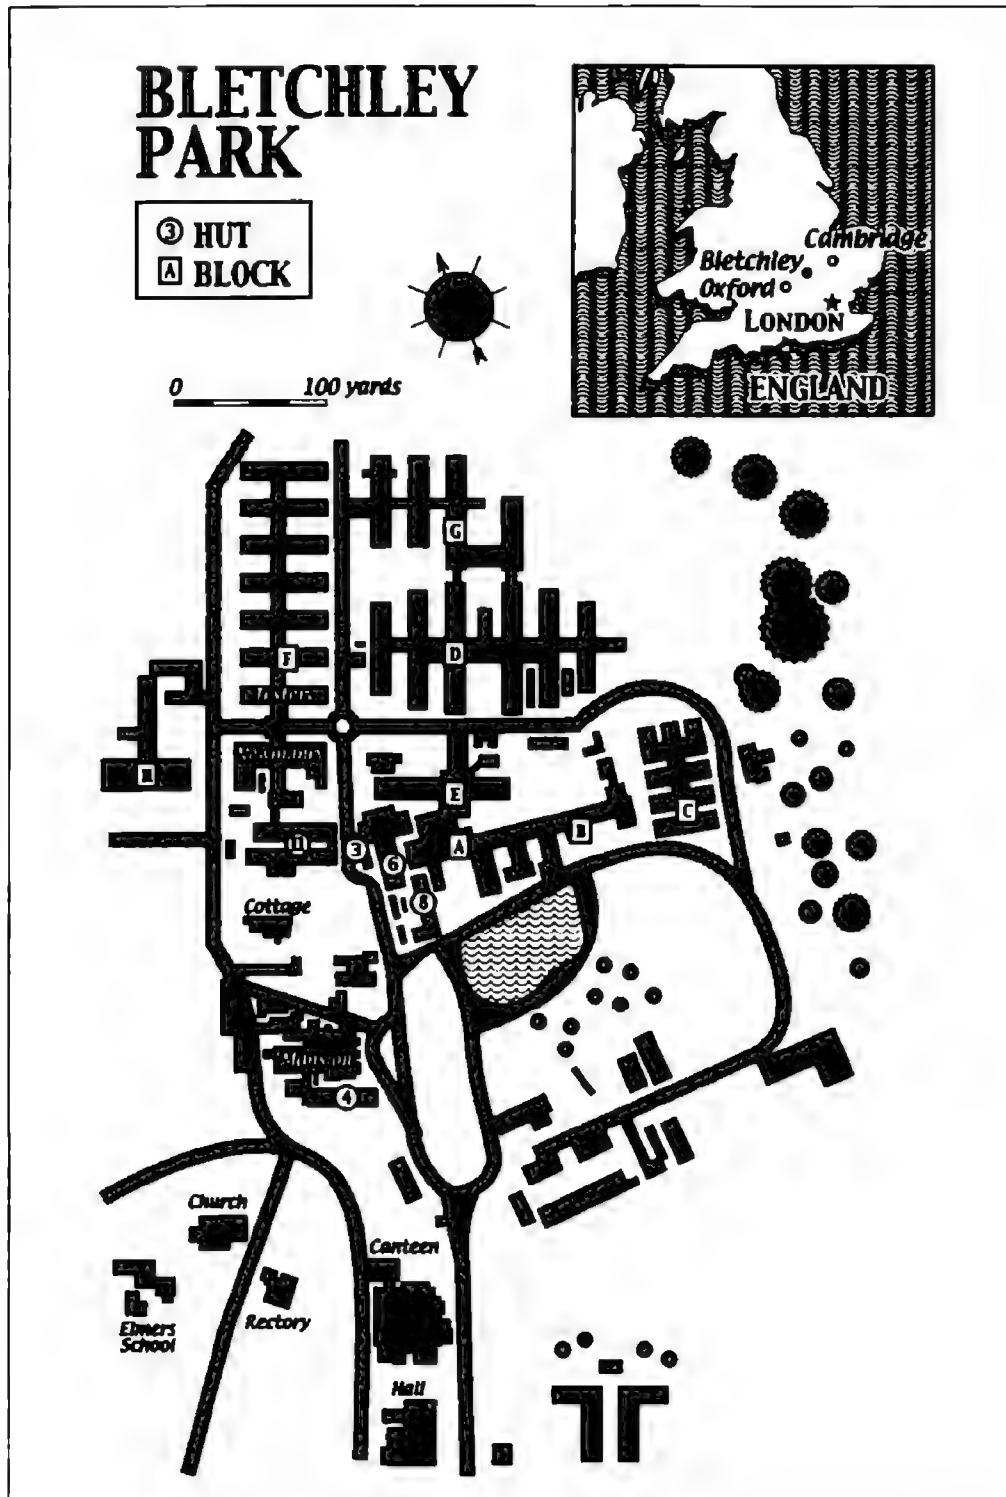 BLETCHLEY
PARK
3 HUT
A BLOCK
Cambridge
Bletchley
Oxford
LONDON
ENGLAND
0 100 yards
G
F
D
E
C
B
A
11
3
6
8
Cottage
Mansion
4
Church
Canteen
Elmers
School
Rectory
Hall